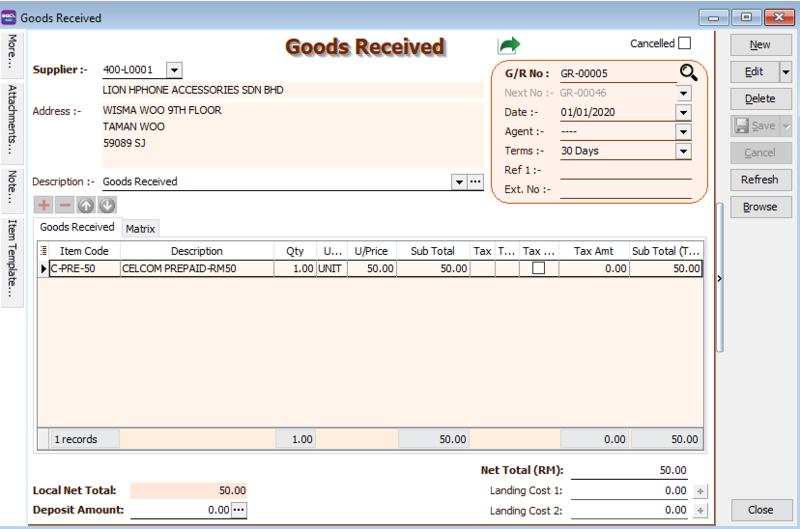 Goods Received
More...
Attachments...
Note...
Item Template...
Goods Received
Cancelled
Supplier :- 400-L0001
LION HPHONE ACCESSORIES SDN BHD
Address :- WISMA WOO 9TH FLOOR
TAMAN WOO
59089 SJ
Description :- Goods Received
G/R No : GR-00005
Next No :- GR-00046
Date :- 01/01/2020
Agent :- ----
Terms :- 30 Days
Ref 1 :-
Ext. No :-
New
Edit
Delete
Save
Cancel
Refresh
Browse
Goods Received Matrix
Item Code Description Qty U... U/Price Sub Total Tax T... Tax ... Tax Amt Sub Total (T...
C-PRE-50 CELCOM PREPAID-RM50 1.00 UNIT 50.00 50.00 0.00 50.00
1 records 1.00 50.00 0.00 50.00
Net Total (RM): 50.00
Local Net Total: 50.00
Landing Cost 1: 0.00
Deposit Amount: 0.00
Landing Cost 2: 0.00
Close